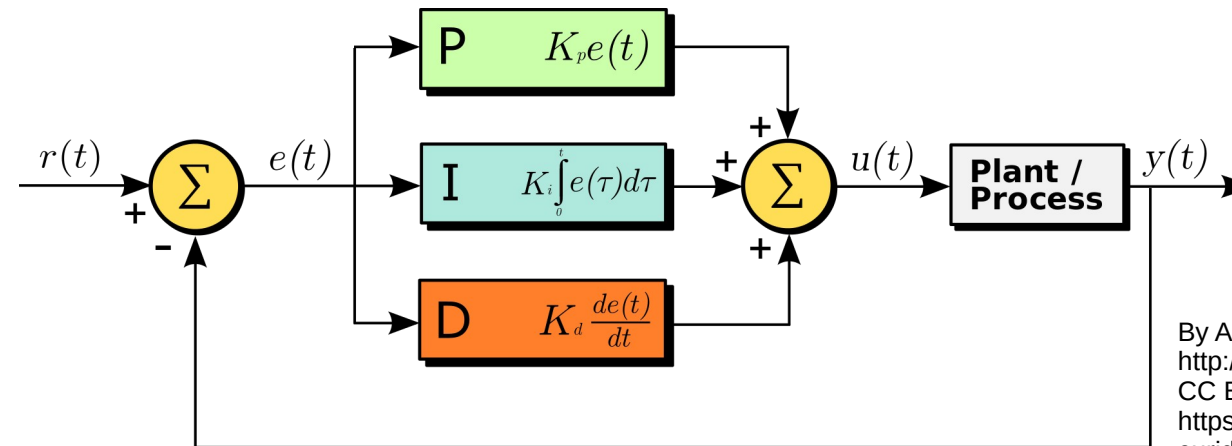 P K_p e(t)
r(t) e(t) I K_i ∫_0^t e(τ)dτ Σ u(t) Plant / y(t)
Σ Process
+ + + + -
D K_d de(t)/dt
By A
http:/
CC B
https